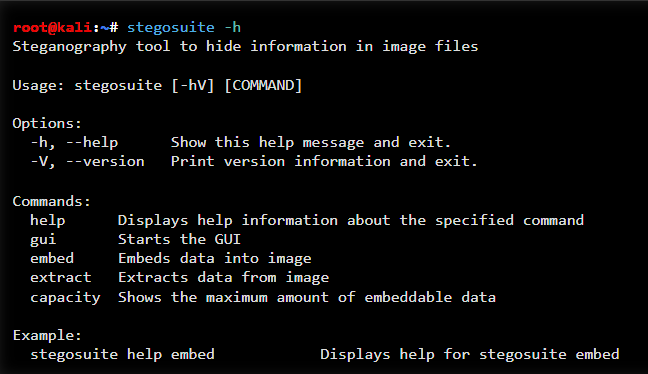 root@kali:~# stegosuite -h
Steganography tool to hide information in image files
Usage: stegosuite [-hV] [COMMAND]
Options:
-h, --help Show this help message and exit.
-V, --version Print version information and exit.
Commands:
help Displays help information about the specified command
gui Starts the GUI
embed Embeds data into image
extract Extracts data from image
capacity Shows the maximum amount of embeddable data
Example:
stegosuite help embed Displays help for stegosuite embed